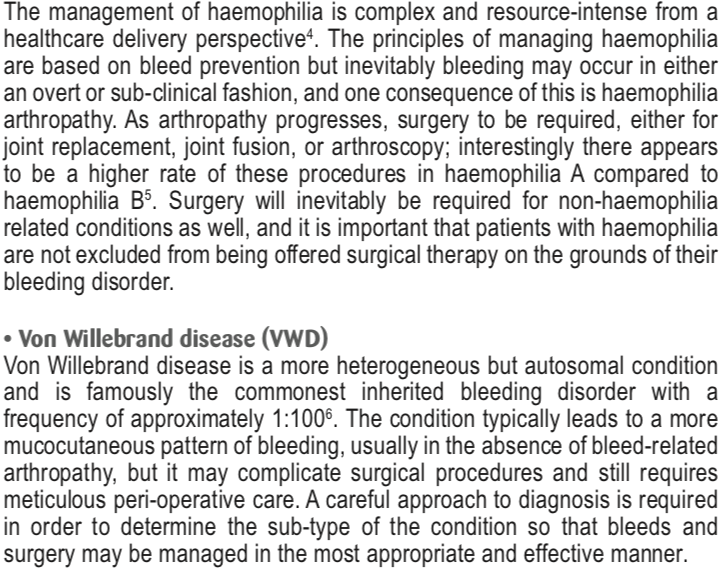 The management of haemophilia is complex and resource-intense from a
healthcare delivery perspective⁴. The principles of managing haemophilia
are based on bleed prevention but inevitably bleeding may occur in either
an overt or sub-clinical fashion, and one consequence of this is haemophilia
arthropathy. As arthropathy progresses, surgery to be required, either for
joint replacement, joint fusion, or arthroscopy; interestingly there appears
to be a higher rate of these procedures in haemophilia A compared to
haemophilia B⁵. Surgery will inevitably be required for non-haemophilia
related conditions as well, and it is important that patients with haemophilia
are not excluded from being offered surgical therapy on the grounds of their
bleeding disorder.
• Von Willebrand disease (VWD)
Von Willebrand disease is a more heterogeneous but autosomal condition
and is famously the commonest inherited bleeding disorder with a
frequency of approximately 1:100⁶. The condition typically leads to a more
mucocutaneous pattern of bleeding, usually in the absence of bleed-related
arthropathy, but it may complicate surgical procedures and still requires
meticulous peri-operative care. A careful approach to diagnosis is required
in order to determine the sub-type of the condition so that bleeds and
surgery may be managed in the most appropriate and effective manner.